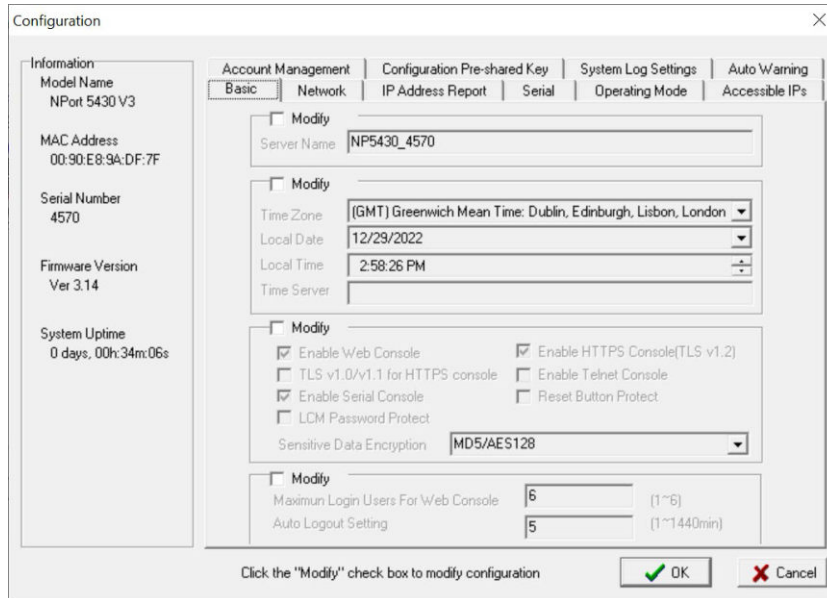 Configuration
Information
Model Name
NPort 5430 V3
MAC Address
00:90:E8:9A:DF:7F
Serial Number
4570
Firmware Version
Ver 3.14
System Uptime
0 days, 00h:34m:06s
Account Management
Configuration Pre-shared Key
System Log Settings
Auto Warning
Basic
Network
IP Address Report
Serial
Operating Mode
Accessible IPs
Modify
Server Name NP5430_4570
Modify
Time Zone (GMT) Greenwich Mean Time: Dublin, Edinburgh, Lisbon, London
Local Date 12/29/2022
Local Time 2:58:26 PM
Time Server
Modify
Enable Web Console
Enable HTTPS Console(TLS v1.2)
TLS v1.0/v1.1 for HTTPS console
Enable Telnet Console
Enable Serial Console
Reset Button Protect
LCM Password Protect
Sensitive Data Encryption MD5/AES128
Modify
Maximun Login Users For Web Console 6 (1~6)
Auto Logout Setting 5 (1~1440min)
Click the "Modify" check box to modify configuration
OK
Cancel